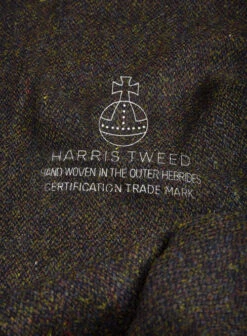 HARRIS TWEED
HAND WOVEN IN THE OUTER HEBRIDES
CERTIFICATION TRADE MARK